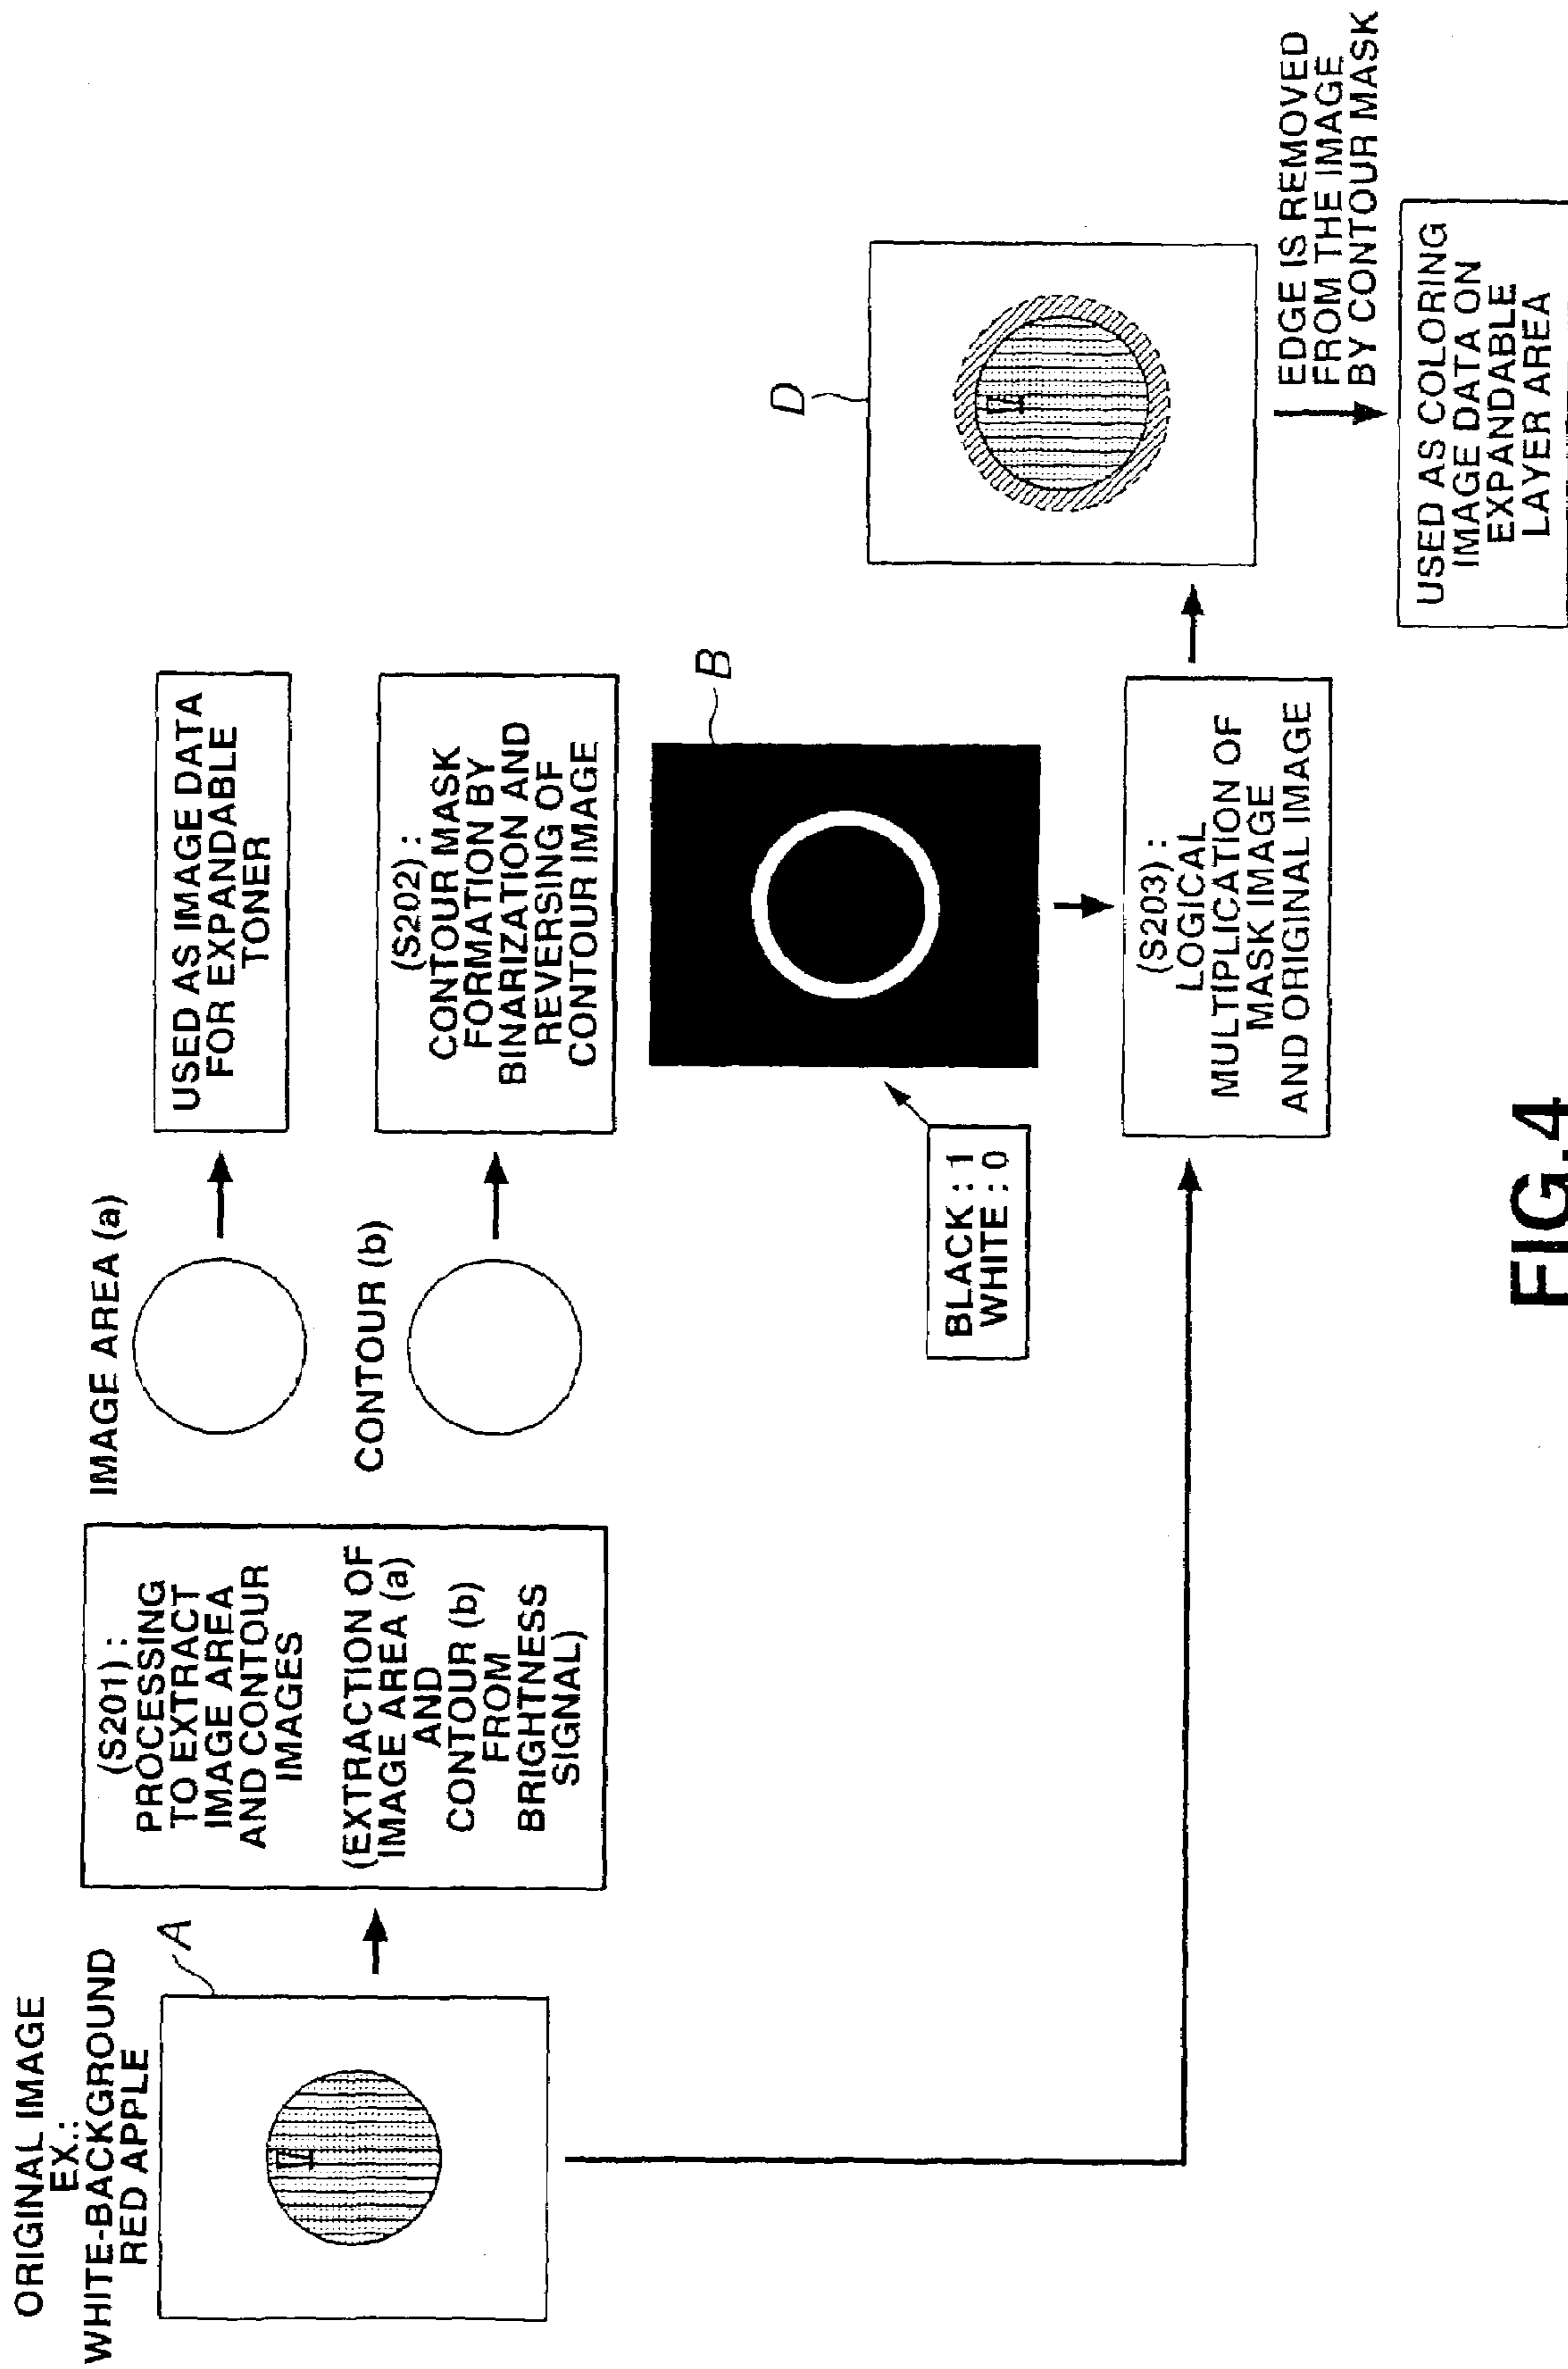 ORIGINAL IMAGE
EX.:
WHITE-BACKGROUND
RED APPLE
A
(S201) :
PROCESSING
TO EXTRACT
IMAGE AREA
AND CONTOUR
IMAGES
(EXTRACTION OF
IMAGE AREA (a)
AND
CONTOUR (b)
FROM
BRIGHTNESS
SIGNAL)
IMAGE AREA (a)
USED AS IMAGE DATA
FOR EXPANDABLE
TONER
CONTOUR (b)
(S202) :
CONTOUR MASK
FORMATION BY
BINARIZATION AND
REVERSING OF
CONTOUR IMAGE
B
BLACK : 1
WHITE : 0
(S203) :
LOGICAL
MULTIPLICATION OF
MASK IMAGE
AND ORIGINAL IMAGE
D
EDGE IS REMOVED
FROM THE IMAGE
BY CONTOUR MASK
USED AS COLORING
IMAGE DATA ON
EXPANDABLE
LAYER AREA
FIG.4